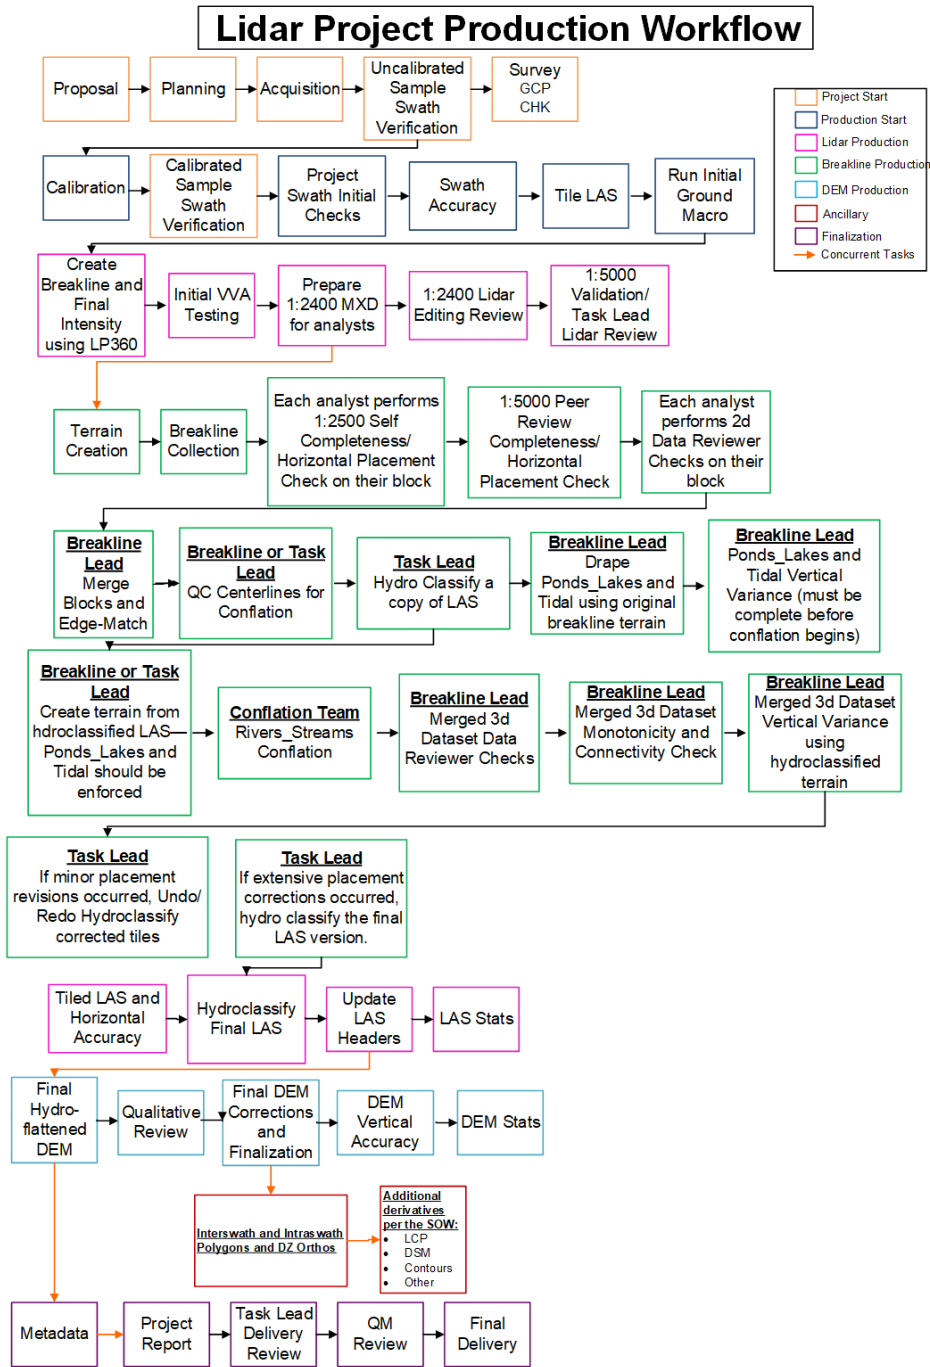 Lidar Project Production Workflow
Proposal
Planning
Acquisition
Uncalibrated
Sample
Swath
Verification
Survey
GCP
CHK
Project Start
Production Start
Lidar Production
Breakline Production
DEM Production
Ancillary
Finalization
Concurrent Tasks
Calibration
Calibrated
Sample
Swath
Verification
Project
Swath Initial
Checks
Swath
Accuracy
Tile LAS
Run Initial
Ground
Macro
Create
Breakline and
Final
Intensity
using LP360
Initial VVA
Testing
Prepare
1:2400 MXD
for analysts
1:2400 Lidar
Editing Review
1:5000
Validation/
Task Lead
Lidar Review
Terrain
Creation
Breakline
Collection
Each analyst performs
1:2500 Self
Completeness/
Horizontal Placement
Check on their block
1:5000 Peer
Review
Completeness/
Horizontal
Placement Check
Each analyst
performs 2d
Data Reviewer
Checks on their
block
Breakline
Lead
Merge
Blocks and
Edge-Match
Breakline or Task
Lead
QC Centerlines for
Conflation
Task Lead
Hydro Classify a
copy of LAS
Breakline Lead
Drape
Ponds_Lakes and
Tidal using original
breakline terrain
Breakline Lead
Ponds_Lakes and
Tidal Vertical
Variance (must be
complete before
conflation begins)
Breakline or Task
Lead
Create terrain from
hdroclassified LAS—
Ponds_Lakes and
Tidal should be
enforced
Conflation Team
Rivers_Streams
Conflation
Breakline Lead
Merged 3d
Dataset Data
Reviewer Checks
Breakline Lead
Merged 3d Dataset
Monotonicity and
Connectivity Check
Breakline Lead
Merged 3d Dataset
Vertical Variance
using
hydroclassified
terrain
Task Lead
If minor placement
revisions occurred, Undo/
Redo Hydroclassify
corrected tiles
Task Lead
If extensive placement
corrections occurred,
hydro classify the final
LAS version.
Tiled LAS and
Horizontal
Accuracy
Hydroclassify
Final LAS
Update
LAS
Headers
LAS Stats
Final
Hydro-
flattened
DEM
Qualitative
Review
Final DEM
Corrections
and
Finalization
DEM
Vertical
Accuracy
DEM Stats
Interswath and Intraswath
Polygons and DZ Orthos
Additional
derivatives
per the SOW:
• LCP
• DSM
• Contours
• Other
Metadata
Project
Report
Task Lead
Delivery
Review
QM
Review
Final
Delivery